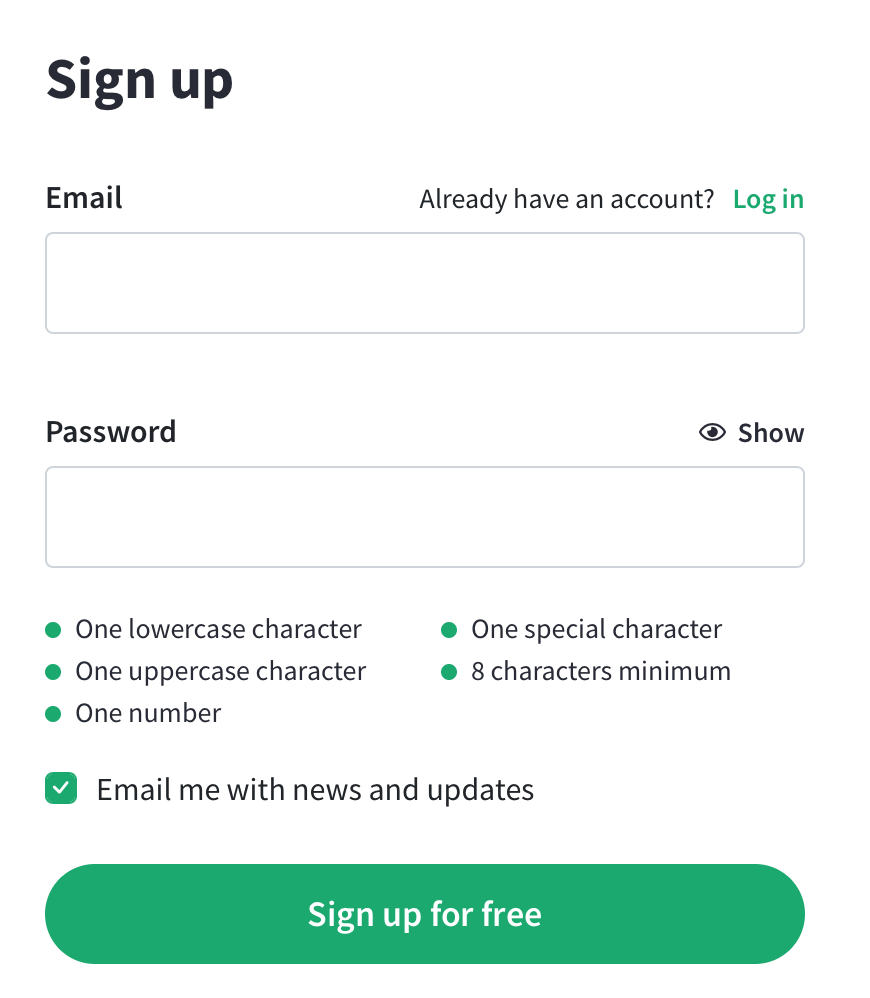 Sign up
Email
Already have an account? Log in
Password
Show
One lowercase character
One uppercase character
One number
One special character
8 characters minimum
Email me with news and updates
Sign up for free